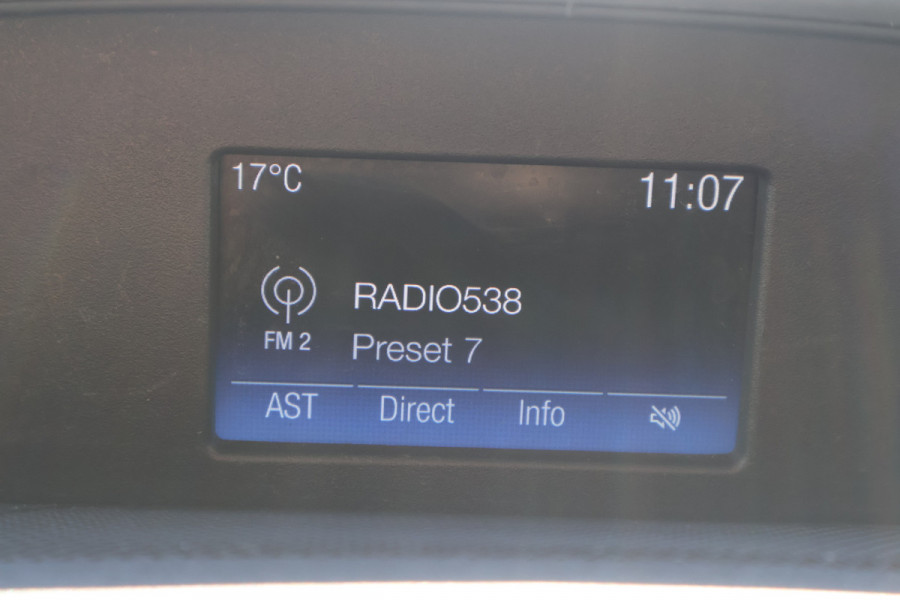 17°C 11:07
RADIO538
FM 2
Preset 7
AST Direct Info